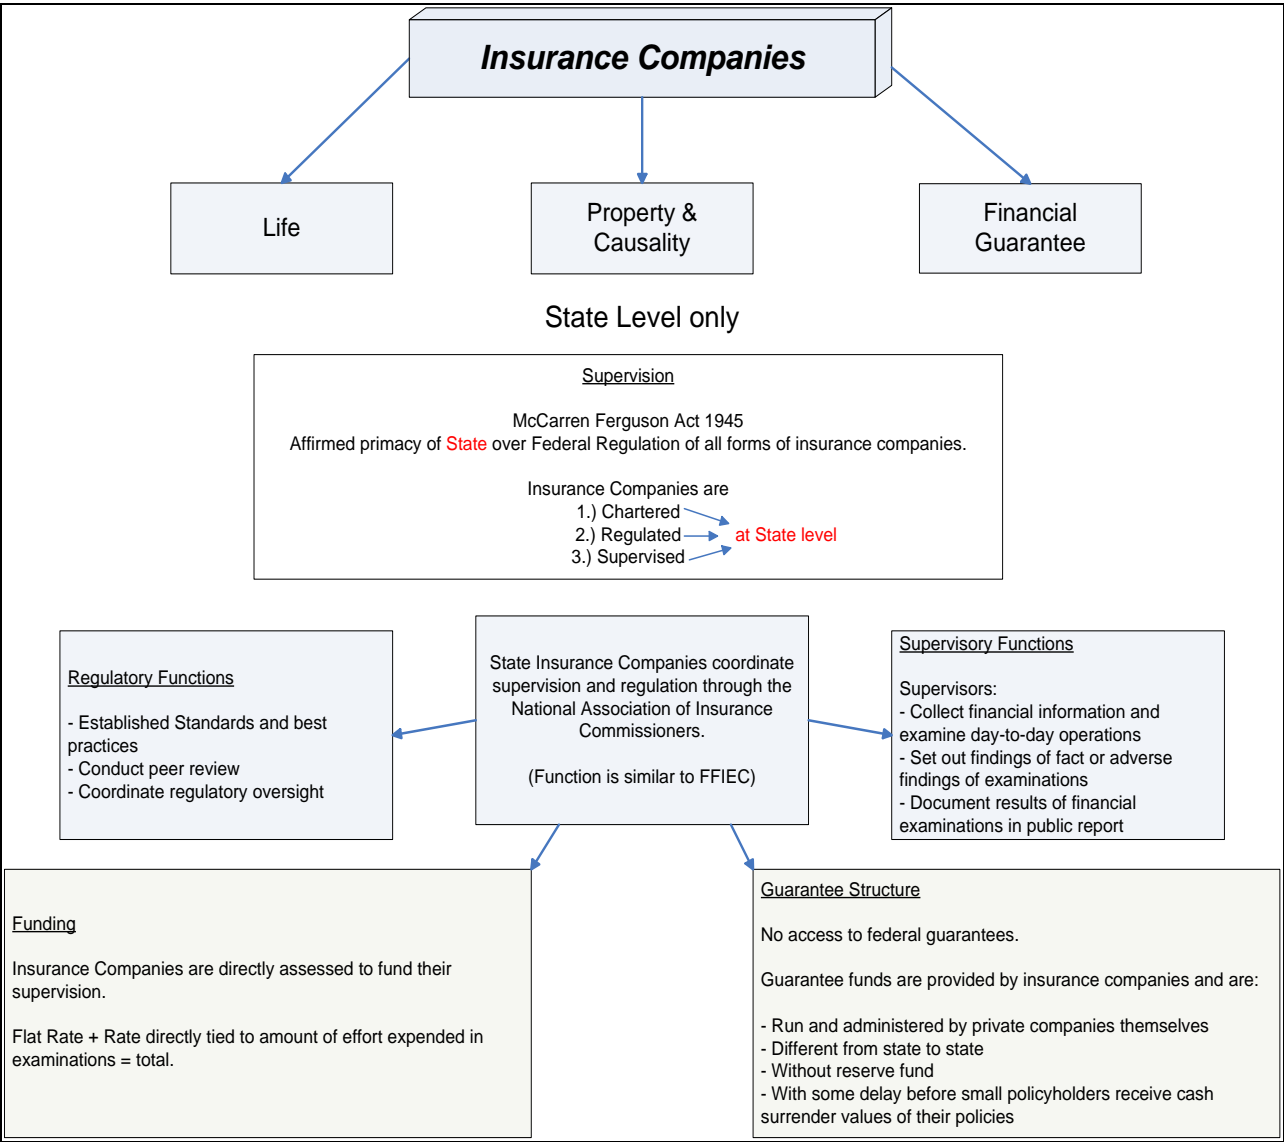 Insurance Companies
Life
Property &
Causality
Financial
Guarantee
State Level only
Supervision
McCarren Ferguson Act 1945
Affirmed primacy of State over Federal Regulation of all forms of insurance companies.
Insurance Companies are
1.) Chartered
2.) Regulated
at State level
3.) Supervised
Regulatory Functions
- Established Standards and best
practices
- Conduct peer review
- Coordinate regulatory oversight
State Insurance Companies coordinate
supervision and regulation through the
National Association of Insurance
Commissioners.
(Function is similar to FFIEC)
Supervisory Functions
Supervisors:
- Collect financial information and
examine day-to-day operations
- Set out findings of fact or adverse
findings of examinations
- Document results of financial
examinations in public report
Funding
Insurance Companies are directly assessed to fund their
supervision.
Flat Rate + Rate directly tied to amount of effort expended in
examinations = total.
Guarantee Structure
No access to federal guarantees.
Guarantee funds are provided by insurance companies and are:
- Run and administered by private companies themselves
- Different from state to state
- Without reserve fund
- With some delay before small policyholders receive cash
surrender values of their policies